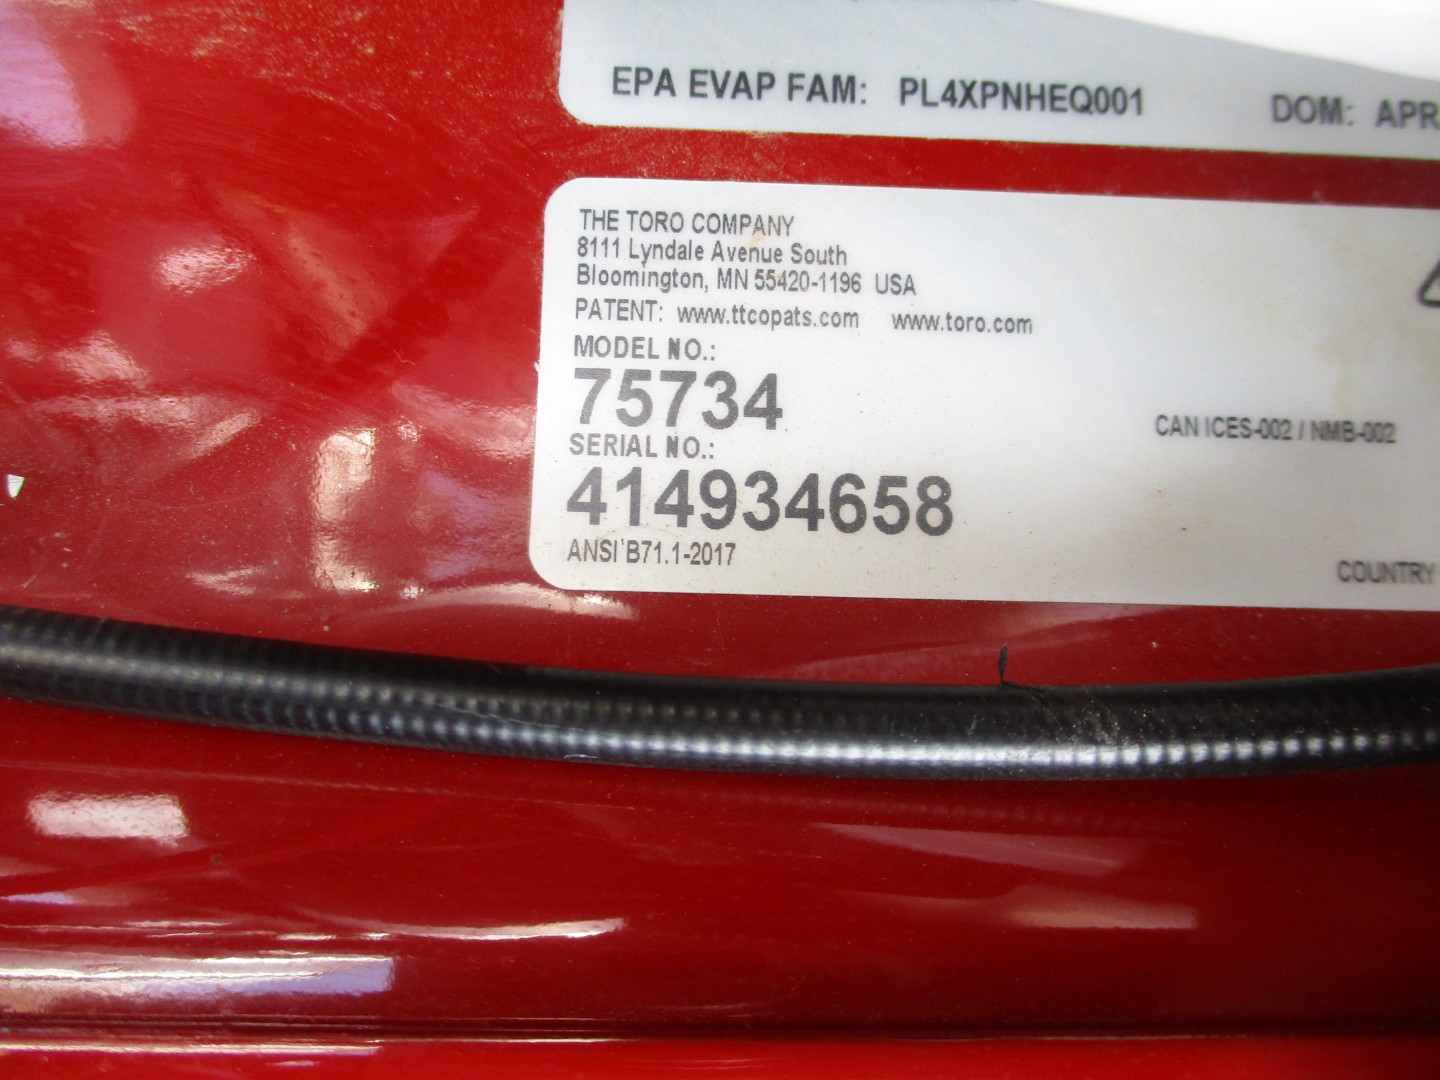 EPA EVAP FAM: PL4XPNHEQ001 DOM: APR
THE TORO COMPANY
8111 Lyndale Avenue South
Bloomington, MN 55420-1196 USA
PATENT: www.ttcopats.com www.toro.com
MODEL NO.:
75734
CAN ICES-002 / NMB-002
SERIAL NO.:
414934658
ANSI B71.1-2017
COUNTRY